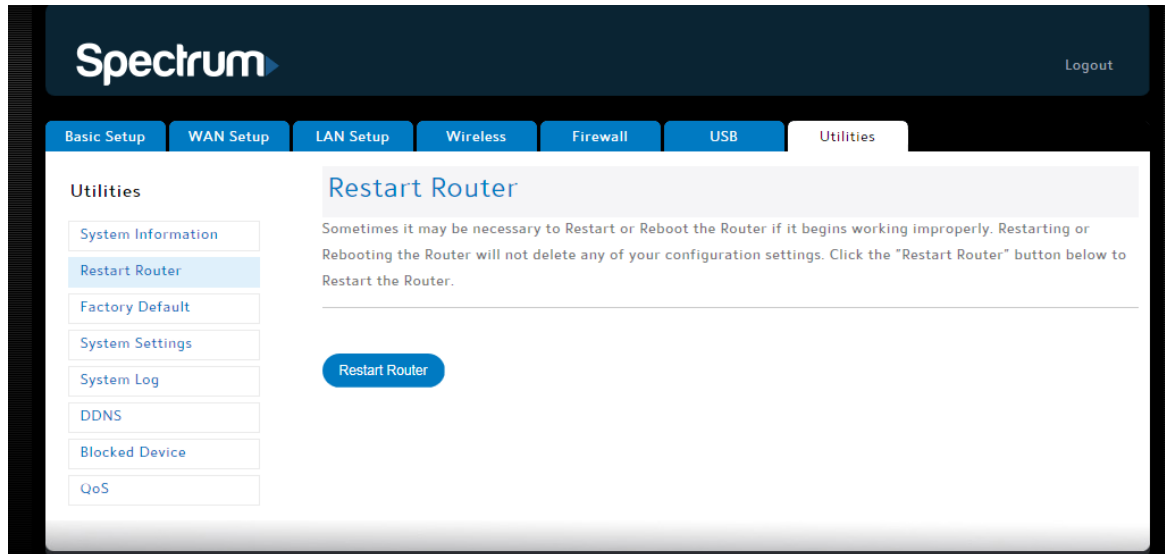 Spectrum
Logout
Basic Setup WAN Setup LAN Setup Wireless Firewall USB Utilities
Utilities
System Information
Restart Router
Factory Default
System Settings
System Log
DDNS
Blocked Device
QoS
Restart Router
Sometimes it may be necessary to Restart or Reboot the Router if it begins working improperly. Restarting or
Rebooting the Router will not delete any of your configuration settings. Click the "Restart Router" button below to
Restart the Router.
Restart Router